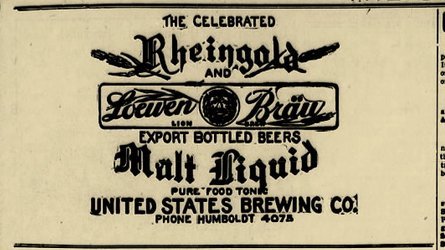 THE CELEBRATED
Rheingold
AND
Loewen Bräu
LION
EXPORT BOTTLED BEERS
Malt Liquid
PURE FOOD TONIC
UNITED STATES BREWING CO.
PHONE HUMBOLDT 4075